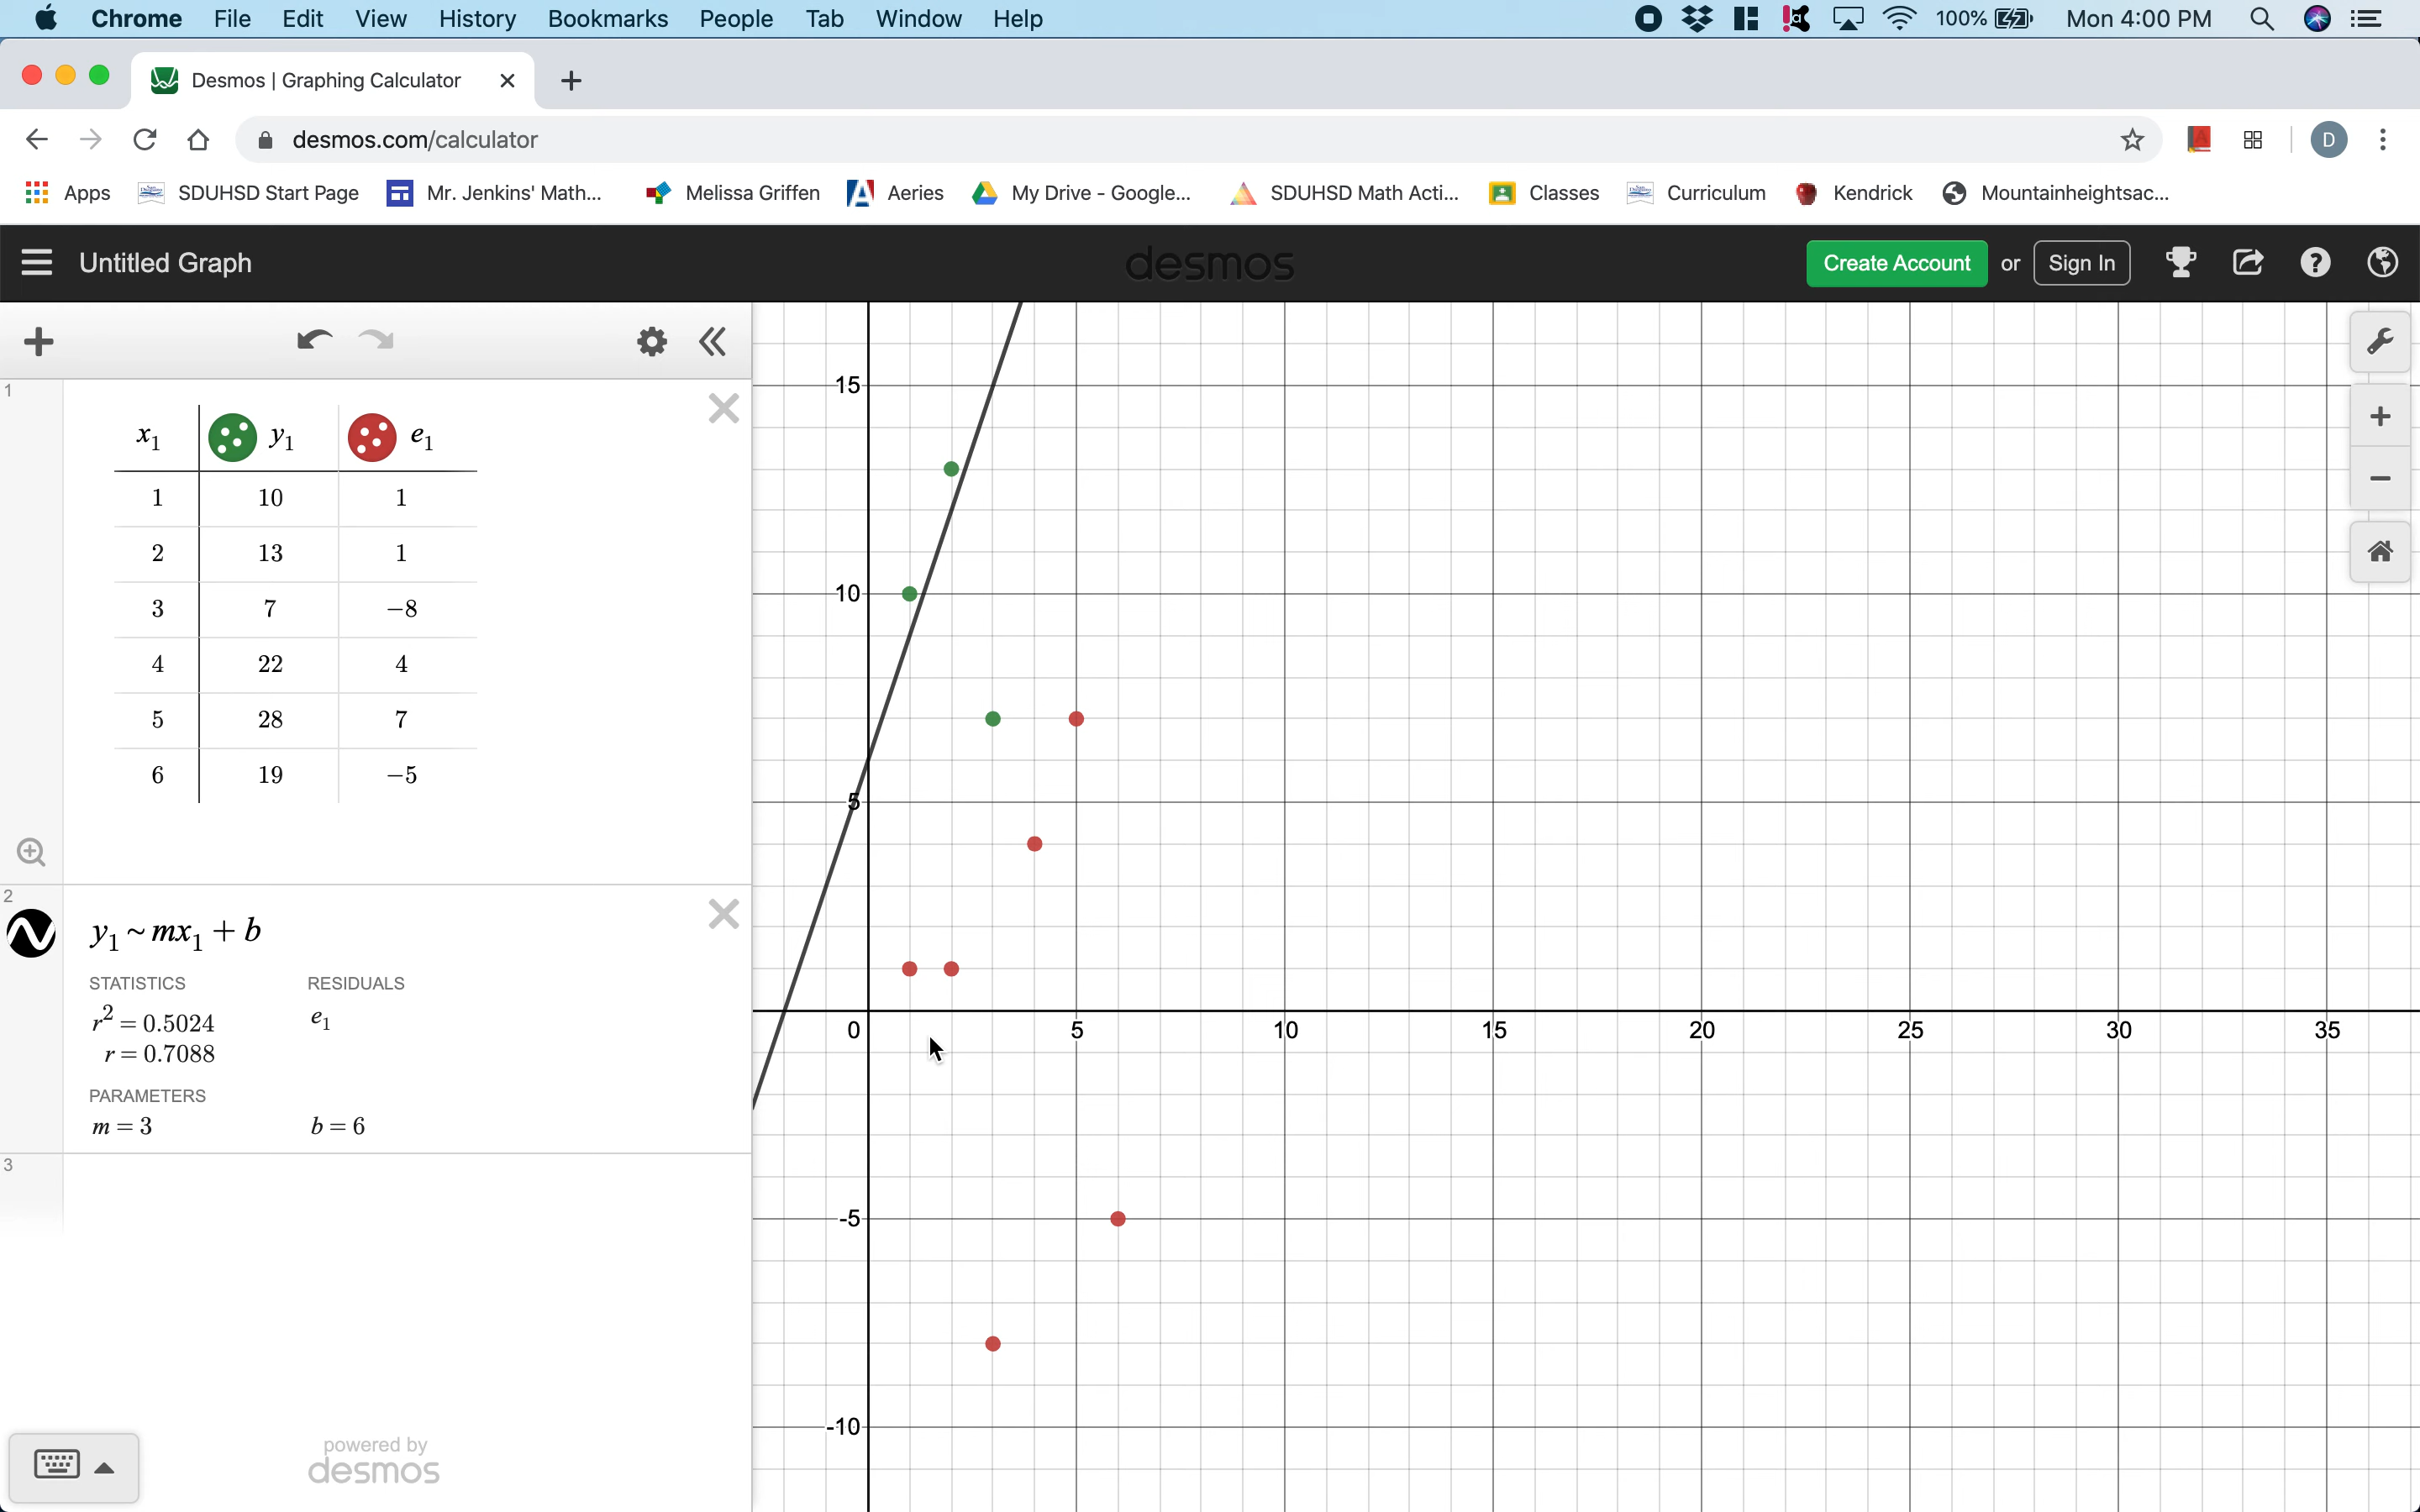 Chrome File Edit View History Bookmarks People Tab Window Help 100% Mon 4:00 PM
Desmos | Graphing Calculator
desmos.com/calculator D
Apps SDUHSD Start Page Mr. Jenkins' Math... Melissa Griffen Aeries My Drive - Google... SDUHSD Math Acti... Classes Curriculum Kendrick Mountainheightsac...
Untitled Graph desmos Create Account or Sign In
1
x₁ y₁ e₁
1 10 1
2 13 1
3 7 −8
4 22 4
5 28 7
6 19 −5
2
y₁ ~ mx₁ + b
STATISTICS RESIDUALS
r² = 0.5024 e₁
r = 0.7088
PARAMETERS
m = 3 b = 6
3
powered by
desmos
15
10
5
0 5 10 15 20 25 30 35
-5
-10